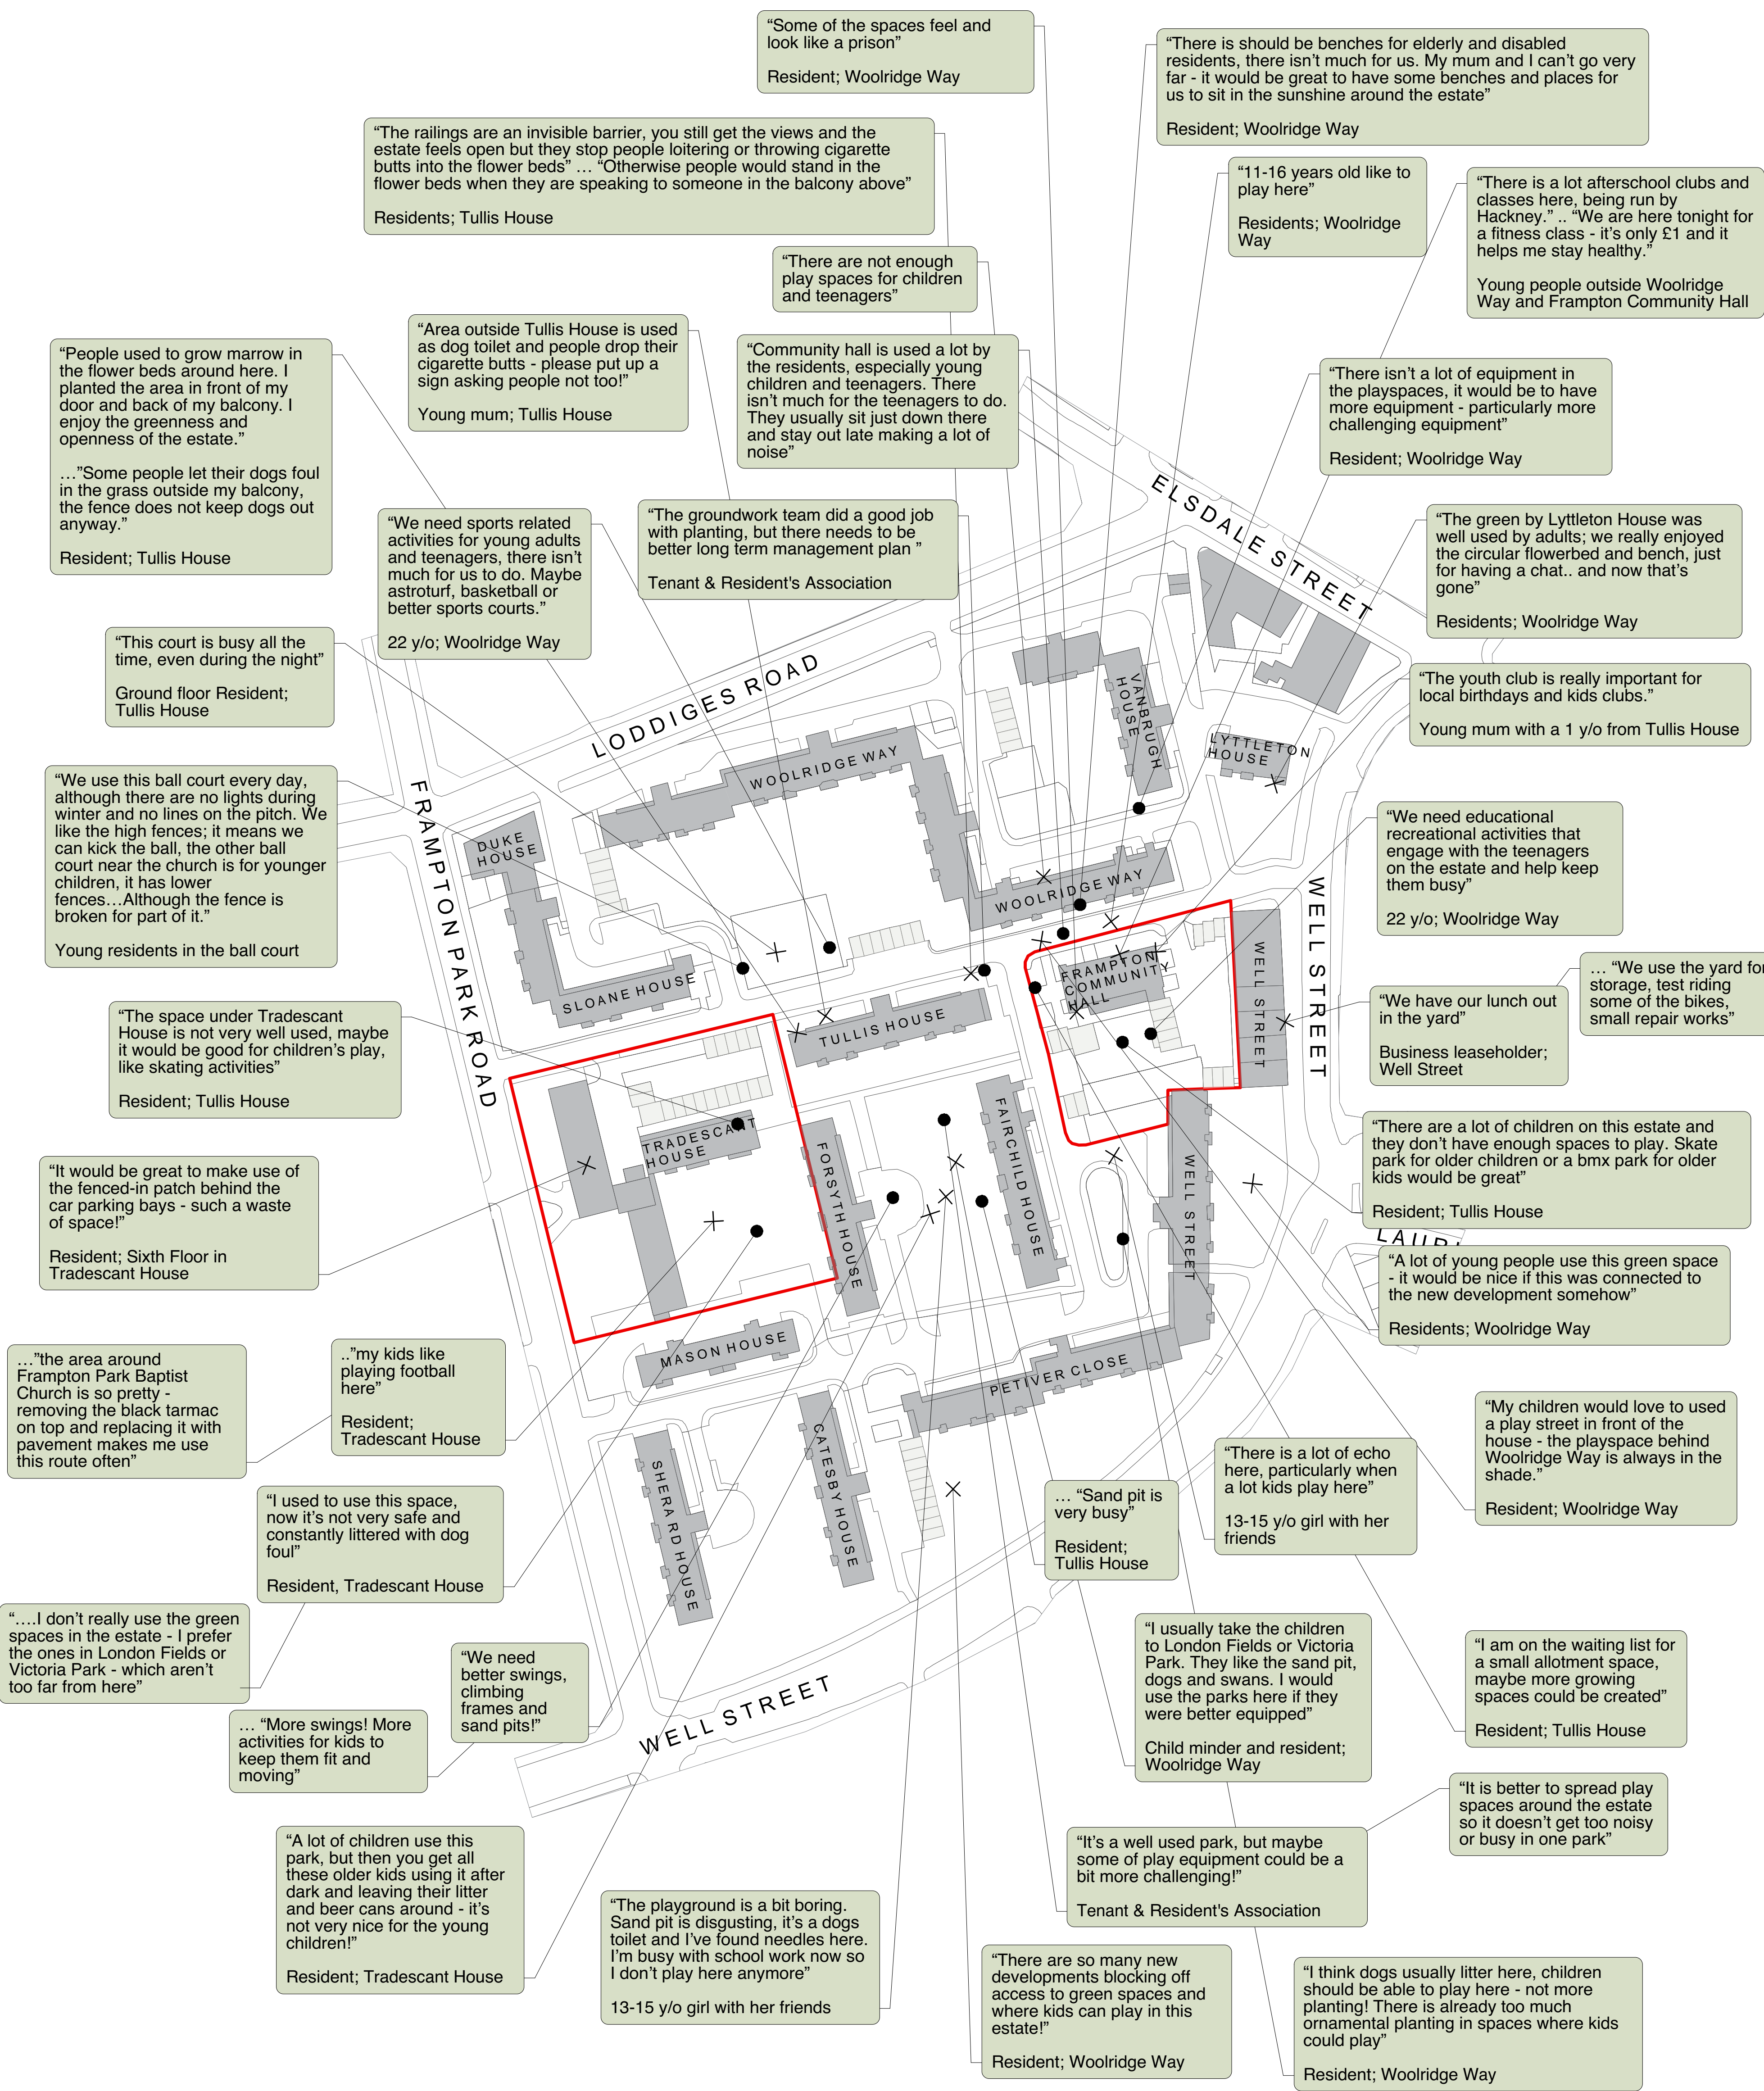 “Some of the spaces feel and
look like a prison”
Resident; Woolridge Way
“There is should be benches for elderly and disabled
residents, there isn’t much for us. My mum and I can’t go very
far - it would be great to have some benches and places for
us to sit in the sunshine around the estate”
Resident; Woolridge Way
“The railings are an invisible barrier, you still get the views and the
estate feels open but they stop people loitering or throwing cigarette
butts into the flower beds” … “Otherwise people would stand in the
flower beds when they are speaking to someone in the balcony above”
Residents; Tullis House
“11-16 years old like to
play here”
Residents; Woolridge
Way
“There is a lot afterschool clubs and
classes here, being run by
Hackney.” .. “We are here tonight for
a fitness class - it’s only £1 and it
helps me stay healthy.”
Young people outside Woolridge
Way and Frampton Community Hall
“There are not enough
play spaces for children
and teenagers”
“Area outside Tullis House is used
as dog toilet and people drop their
cigarette butts - please put up a
sign asking people not too!”
Young mum; Tullis House
“People used to grow marrow in
the flower beds around here. I
planted the area in front of my
door and back of my balcony. I
enjoy the greenness and
openness of the estate.”
…”Some people let their dogs foul
in the grass outside my balcony,
the fence does not keep dogs out
anyway.”
Resident; Tullis House
“Community hall is used a lot by
the residents, especially young
children and teenagers. There
isn’t much for the teenagers to do.
They usually sit just down there
and stay out late making a lot of
noise”
“There isn’t a lot of equipment in
the playspaces, it would be to have
more equipment - particularly more
challenging equipment”
Resident; Woolridge Way
“We need sports related
activities for young adults
and teenagers, there isn’t
much for us to do. Maybe
astroturf, basketball or
better sports courts.”
22 y/o; Woolridge Way
“The groundwork team did a good job
with planting, but there needs to be
better long term management plan ”
Tenant & Resident's Association
ELSDALE STREET
“The green by Lyttleton House was
well used by adults; we really enjoyed
the circular flowerbed and bench, just
for having a chat.. and now that’s
gone”
Residents; Woolridge Way
“This court is busy all the
time, even during the night”
Ground floor Resident;
Tullis House
LODDIGES ROAD
“The youth club is really important for
local birthdays and kids clubs.”
Young mum with a 1 y/o from Tullis House
VANBRUGH
HOUSE
LYTTLETON
HOUSE
WOOLRIDGE WAY
“We use this ball court every day,
although there are no lights during
winter and no lines on the pitch. We
like the high fences; it means we
can kick the ball, the other ball
court near the church is for younger
children, it has lower
fences…Although the fence is
broken for part of it.”
Young residents in the ball court
FRAMPTON PARK ROAD
DUKE
HOUSE
“We need educational
recreational activities that
engage with the teenagers
on the estate and help keep
them busy”
22 y/o; Woolridge Way
WOOLRIDGE WAY
WELL STREET
FRAMPTON
COMMUNITY
HALL
WELL STREET
SLOANE HOUSE
TULLIS HOUSE
… “We use the yard for
storage, test riding
some of the bikes,
small repair works”
“We have our lunch out
in the yard”
Business leaseholder;
Well Street
“The space under Tradescant
House is not very well used, maybe
it would be good for children’s play,
like skating activities”
Resident; Tullis House
TRADESCANT
HOUSE
FORSYTH HOUSE
FAIRCHILD HOUSE
WELL STREET
“There are a lot of children on this estate and
they don’t have enough spaces to play. Skate
park for older children or a bmx park for older
kids would be great”
Resident; Tullis House
“It would be great to make use of
the fenced-in patch behind the
car parking bays - such a waste
of space!”
Resident; Sixth Floor in
Tradescant House
“A lot of young people use this green space
- it would be nice if this was connected to
the new development somehow”
Residents; Woolridge Way
MASON HOUSE
PETIVER CLOSE
…”the area around
Frampton Park Baptist
Church is so pretty -
removing the black tarmac
on top and replacing it with
pavement makes me use
this route often”
..”my kids like
playing football
here”
Resident;
Tradescant House
SHERARD HOUSE
CATESBY HOUSE
“My children would love to used
a play street in front of the
house - the playspace behind
Woolridge Way is always in the
shade.”
Resident; Woolridge Way
“There is a lot of echo
here, particularly when
a lot kids play here”
13-15 y/o girl with her
friends
… “Sand pit is
very busy”
Resident;
Tullis House
“I used to use this space,
now it’s not very safe and
constantly littered with dog
foul”
Resident, Tradescant House
“….I don’t really use the green
spaces in the estate - I prefer
the ones in London Fields or
Victoria Park - which aren’t
too far from here”
“We need
better swings,
climbing
frames and
sand pits!”
WELL STREET
“I usually take the children
to London Fields or Victoria
Park. They like the sand pit,
dogs and swans. I would
use the parks here if they
were better equipped”
Child minder and resident;
Woolridge Way
“I am on the waiting list for
a small allotment space,
maybe more growing
spaces could be created”
Resident; Tullis House
… “More swings! More
activities for kids to
keep them fit and
moving”
“It is better to spread play
spaces around the estate
so it doesn’t get too noisy
or busy in one park”
“A lot of children use this
park, but then you get all
these older kids using it after
dark and leaving their litter
and beer cans around - it’s
not very nice for the young
children!”
Resident; Tradescant House
“It’s a well used park, but maybe
some of play equipment could be a
bit more challenging!”
Tenant & Resident's Association
“The playground is a bit boring.
Sand pit is disgusting, it’s a dogs
toilet and I’ve found needles here.
I’m busy with school work now so
I don’t play here anymore”
13-15 y/o girl with her friends
“There are so many new
developments blocking off
access to green spaces and
where kids can play in this
estate!”
Resident; Woolridge Way
“I think dogs usually litter here, children
should be able to play here - not more
planting! There is already too much
ornamental planting in spaces where kids
could play”
Resident; Woolridge Way